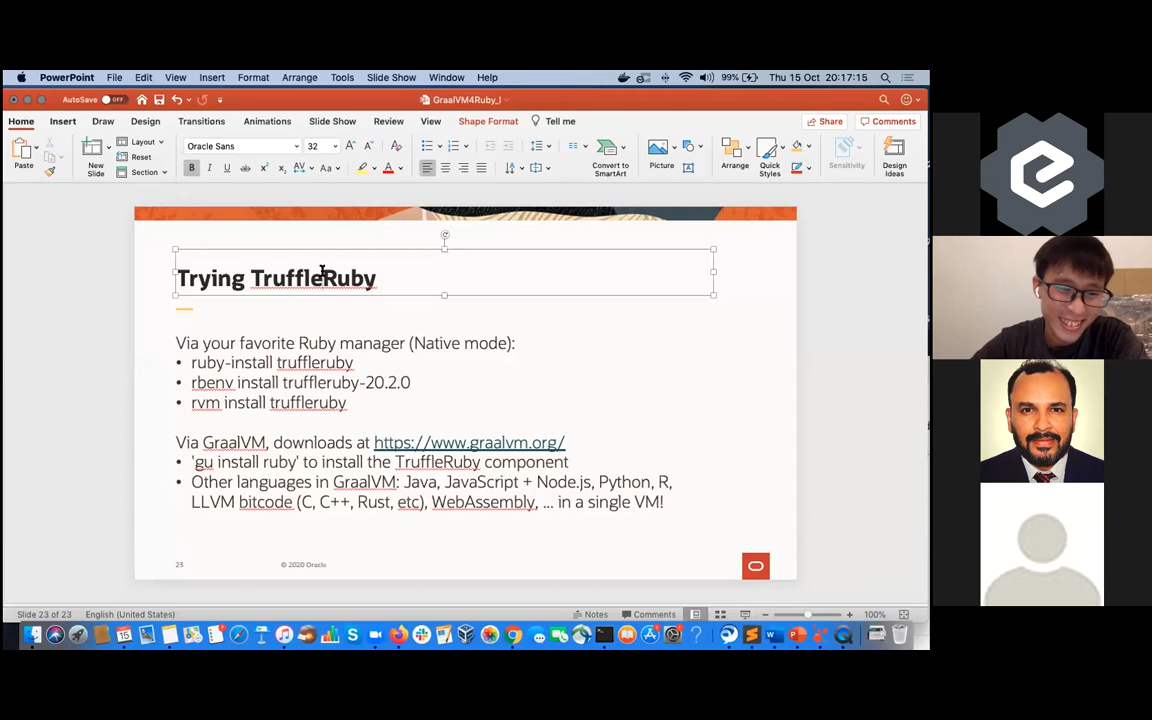 PowerPoint File Edit View Insert Format Arrange Tools Slide Show Window Help 99% Thu 15 Oct 20:17:15
AutoSave OFF GraalVM4Ruby_I
Home Insert Draw Design Transitions Animations Slide Show Review View Shape Format Tell me Share Comments
Paste New Slide Layout Reset Section Oracle Sans 32 Convert to SmartArt Picture Arrange Quick Styles Sensitivity Design Ideas
Trying TruffleRuby
Via your favorite Ruby manager (Native mode):
• ruby-install truffleruby
• rbenv install truffleruby-20.2.0
• rvm install truffleruby
Via GraalVM, downloads at https://www.graalvm.org/
• 'gu install ruby' to install the TruffleRuby component
• Other languages in GraalVM: Java, JavaScript + Node.js, Python, R,
LLVM bitcode (C, C++, Rust, etc), WebAssembly, ... in a single VM!
23 © 2020 Oracle
Slide 23 of 23 English (United States) Notes Comments 100%